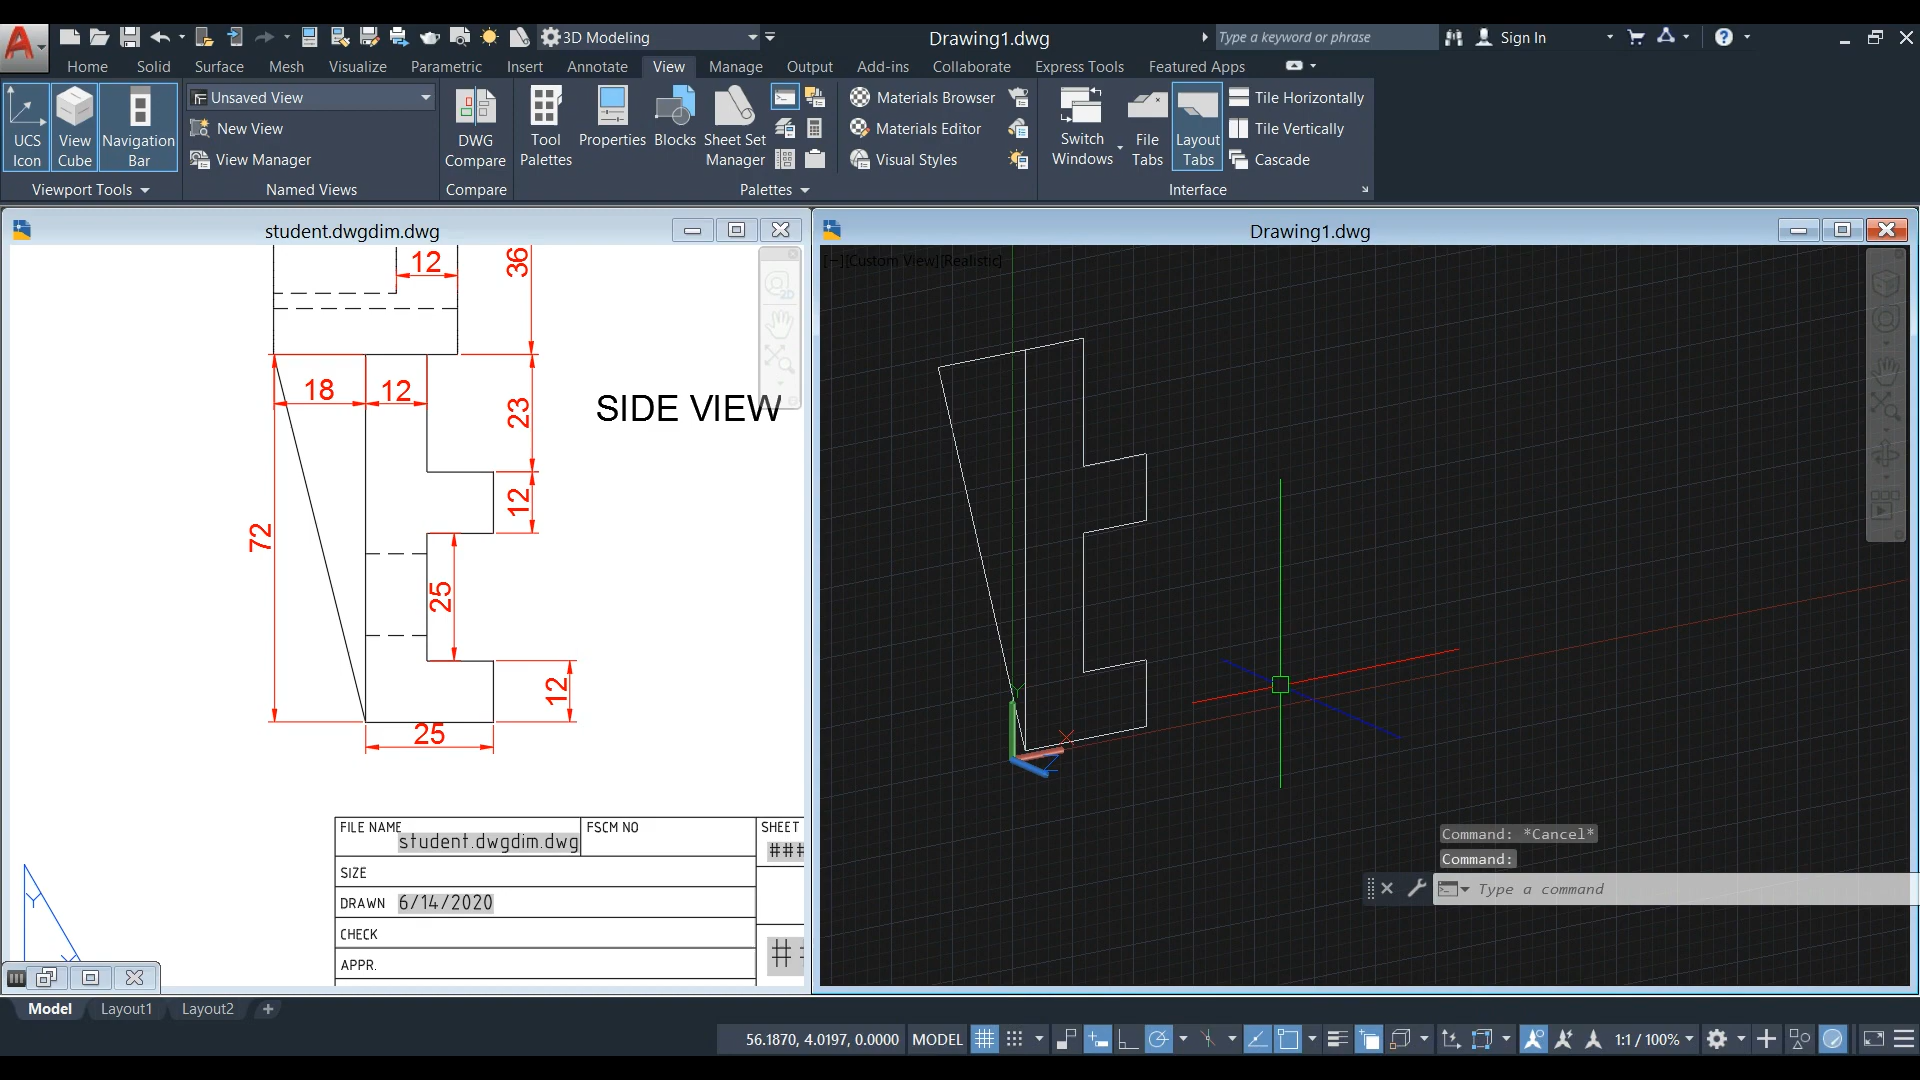 3D Modeling
Drawing1.dwg
Type a keyword or phrase
Sign In
Home
Solid
Surface
Mesh
Visualize
Parametric
Insert
Annotate
View
Manage
Output
Add-ins
Collaborate
Express Tools
Featured Apps
UCS
Icon
View
Cube
Navigation
Bar
Viewport Tools
Unsaved View
New View
View Manager
Named Views
DWG
Compare
Compare
Tool
Palettes
Properties
Blocks
Sheet Set
Manager
Palettes
Materials Browser
Materials Editor
Visual Styles
Switch
Windows
File
Tabs
Layout
Tabs
Tile Horizontally
Tile Vertically
Cascade
Interface
student.dwgdim.dwg
12
36
18
12
23
SIDE VIEW
12
72
25
12
25
FILE NAME
student.dwgdim.dwg
FSCM NO
SHEET
###
SIZE
DRAWN
6/14/2020
CHECK
APPR.
#
Y
Drawing1.dwg
[−][Custom View][Realistic]
Y
X
Z
Command: *Cancel*
Command:
Type a command
Model
Layout1
Layout2
56.1870, 4.0197, 0.0000
MODEL
1:1 / 100%